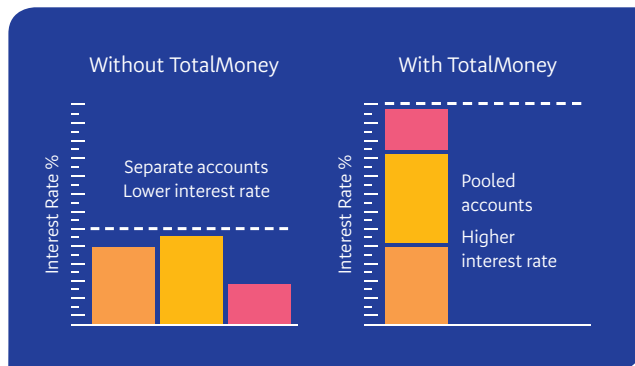 Without TotalMoney
Interest Rate %
Separate accounts
Lower interest rate
With TotalMoney
Interest Rate %
Pooled
accounts
Higher
interest rate